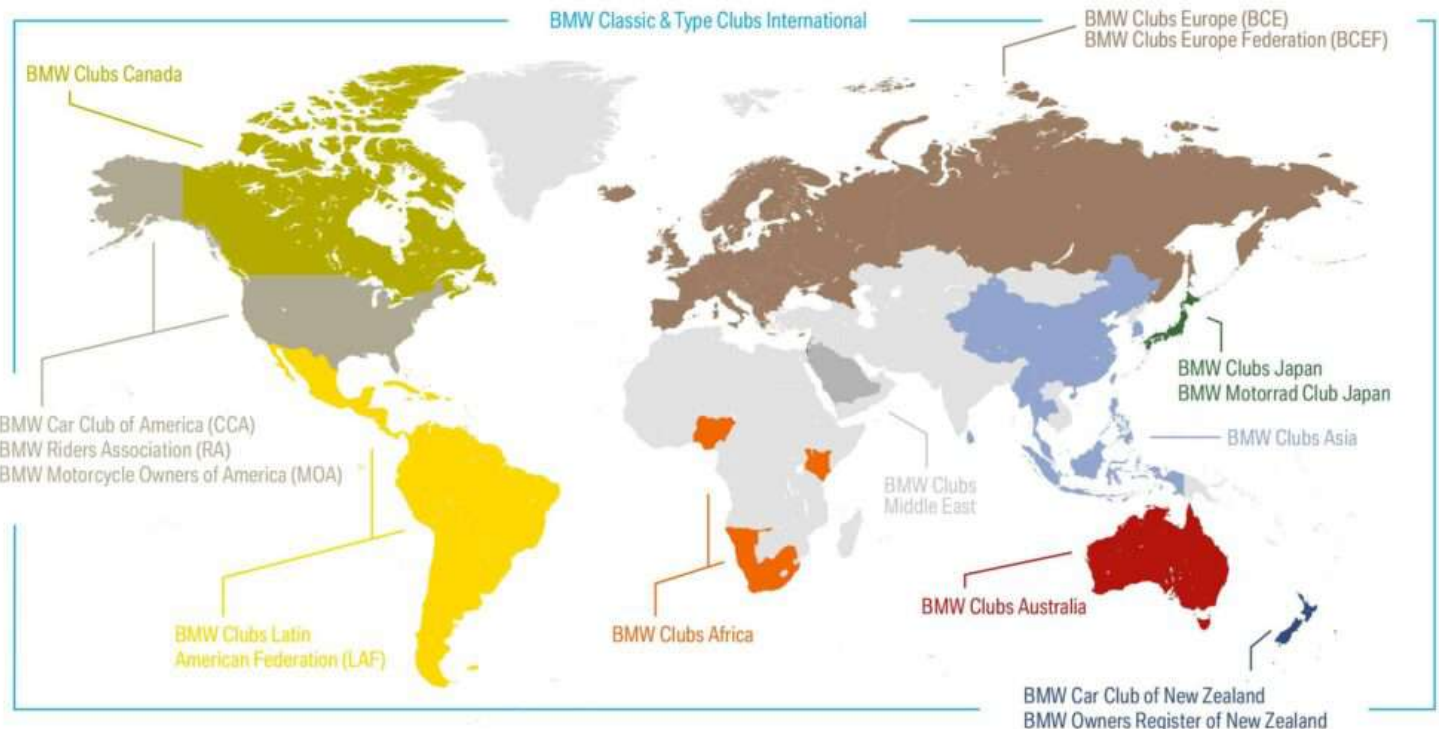 BMW Classic & Type Clubs International
BMW Clubs Europe (BCE)
BMW Clubs Europe Federation (BCEF)
BMW Clubs Canada
BMW Clubs Japan
BMW Motorrad Club Japan
BMW Car Club of America (CCA)
BMW Riders Association (RA)
BMW Motorcycle Owners of America (MOA)
BMW Clubs Asia
BMW Clubs
Middle East
BMW Clubs Australia
BMW Clubs Latin
American Federation (LAF)
BMW Clubs Africa
BMW Car Club of New Zealand
BMW Owners Register of New Zealand